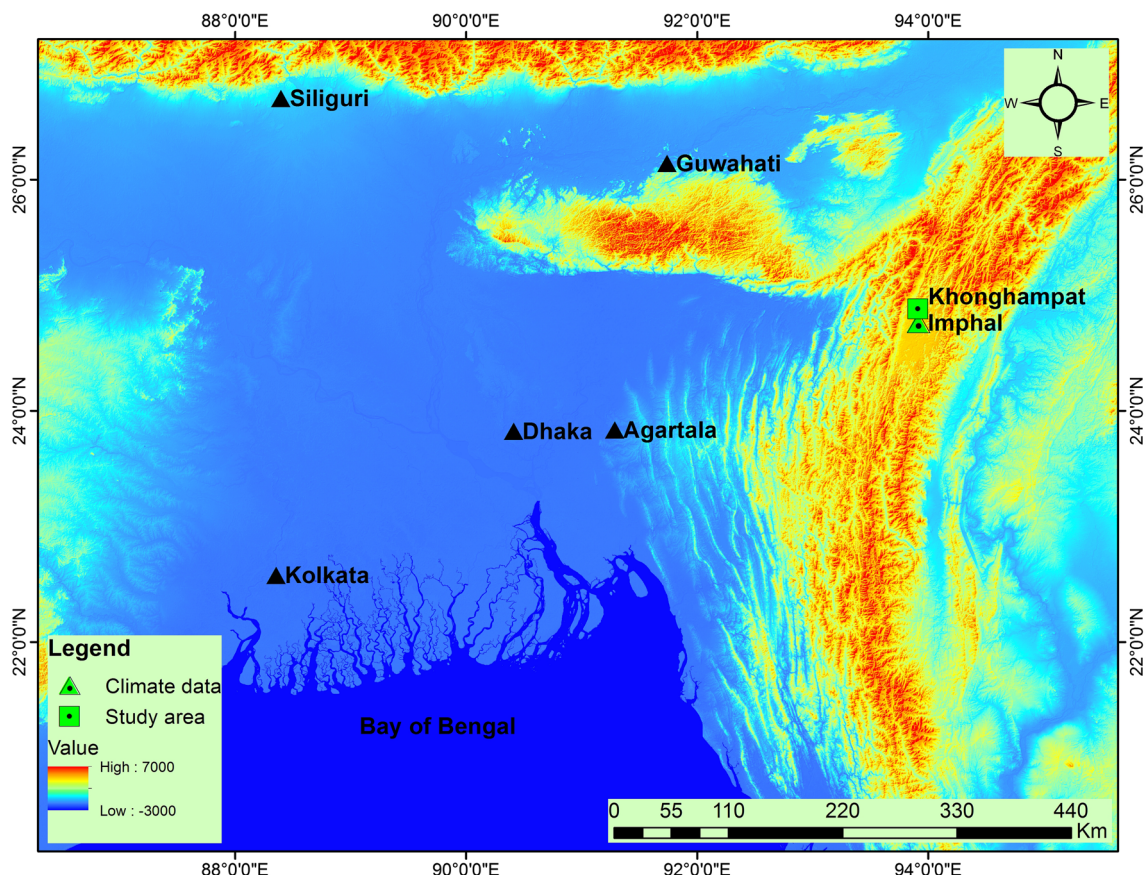 88°0'0"E 90°0'0"E 92°0'0"E 94°0'0"E
N
W E
S
Siliguri
Guwahati
26°0'0"N 26°0'0"N
Khonghampat
Imphal
24°0'0"N 24°0'0"N
Dhaka Agartala
Kolkata
22°0'0"N 22°0'0"N
Bay of Bengal
Legend
Climate data
Study area
Value
High : 7000
Low : -3000
0 55 110 220 330 440
Km
88°0'0"E 90°0'0"E 92°0'0"E 94°0'0"E